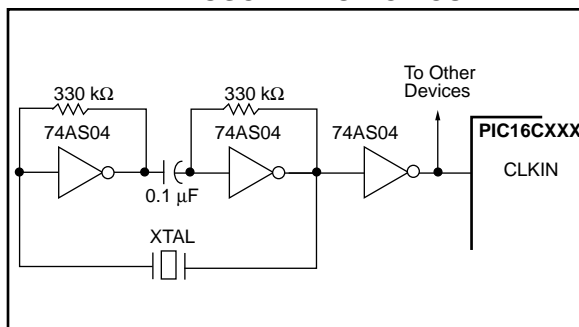 330 kΩ
330 kΩ
To Other
Devices
74AS04
74AS04
74AS04
PIC16CXXX
CLKIN
0.1 µF
XTAL